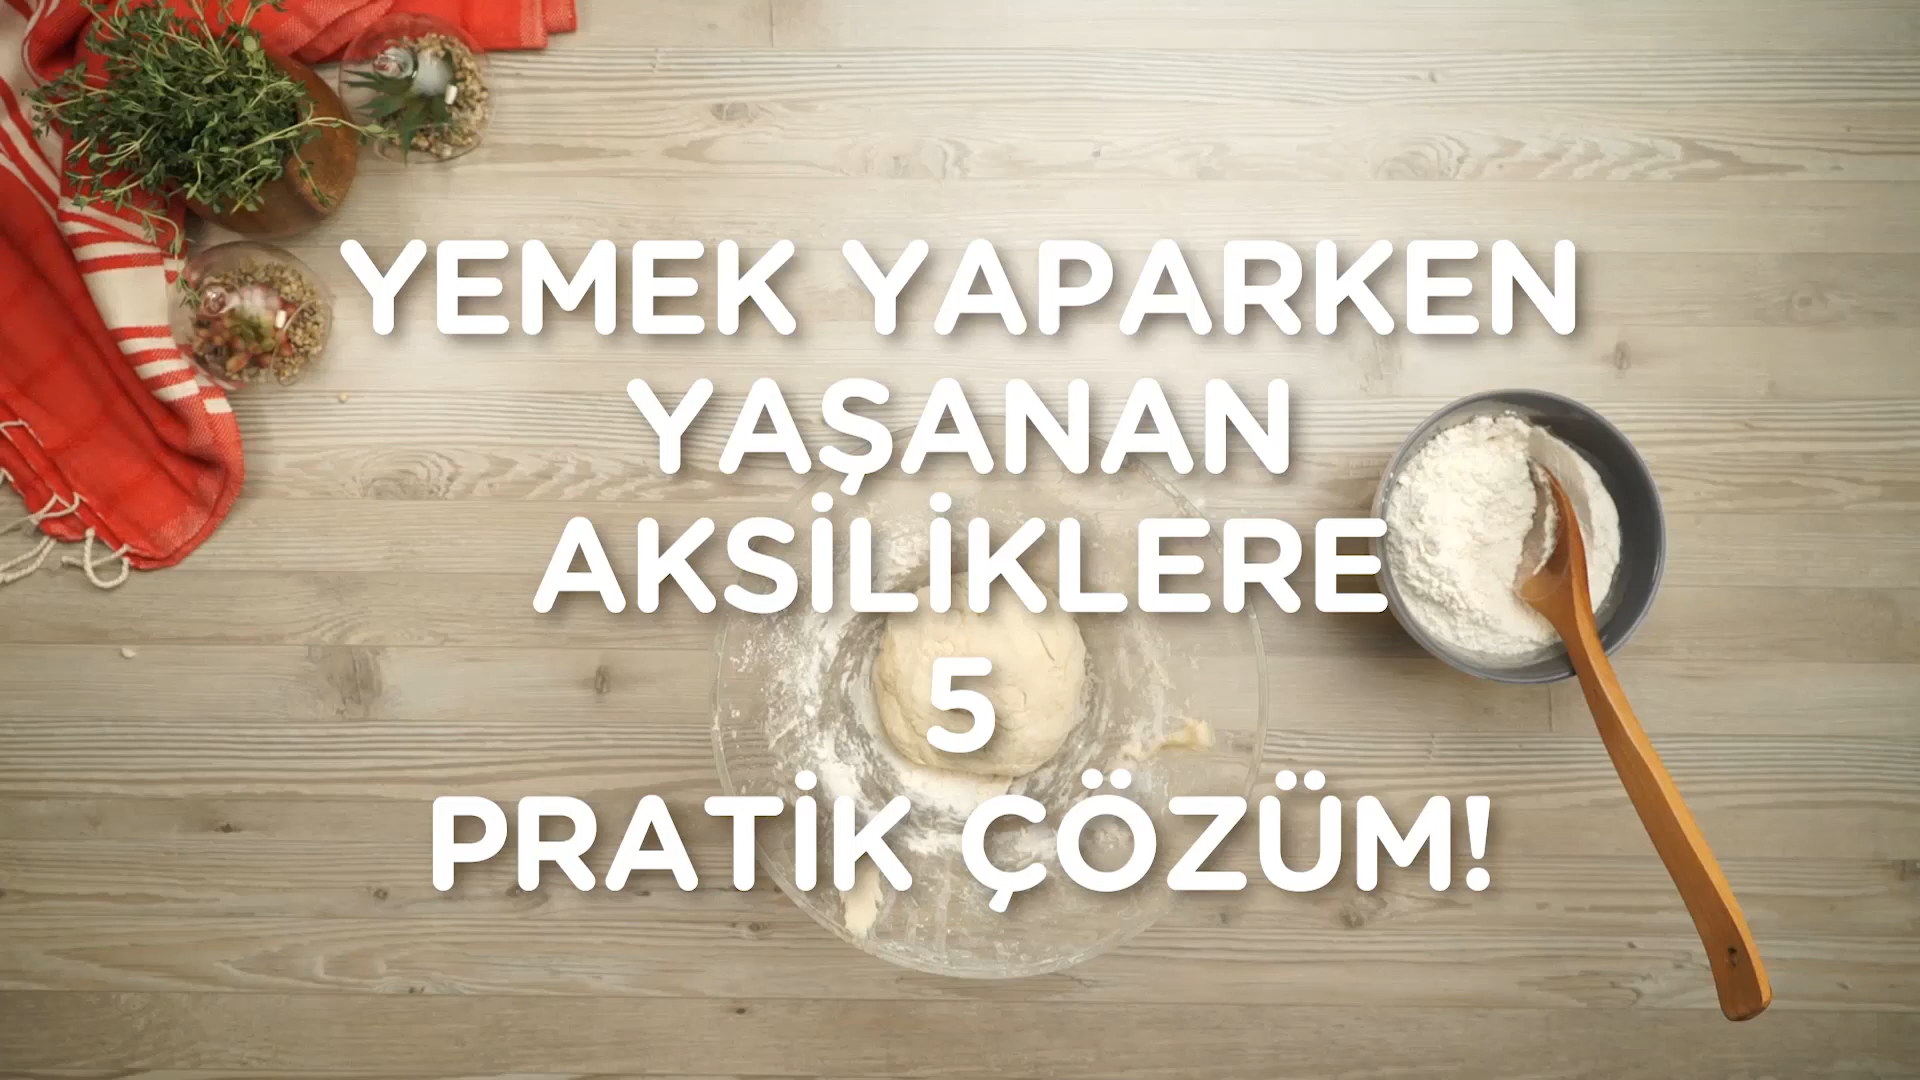 YEMEK YAPARKEN
YAŞANAN
AKSİLİKLERE
5
PRATİK ÇÖZÜM!